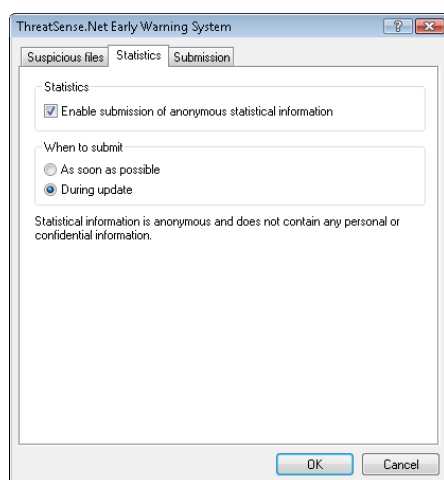 ThreatSense.Net Early Warning System
Suspicious files Statistics Submission
Statistics
Enable submission of anonymous statistical information
When to submit
As soon as possible
During update
Statistical information is anonymous and does not contain any personal or
confidential information.
OK Cancel